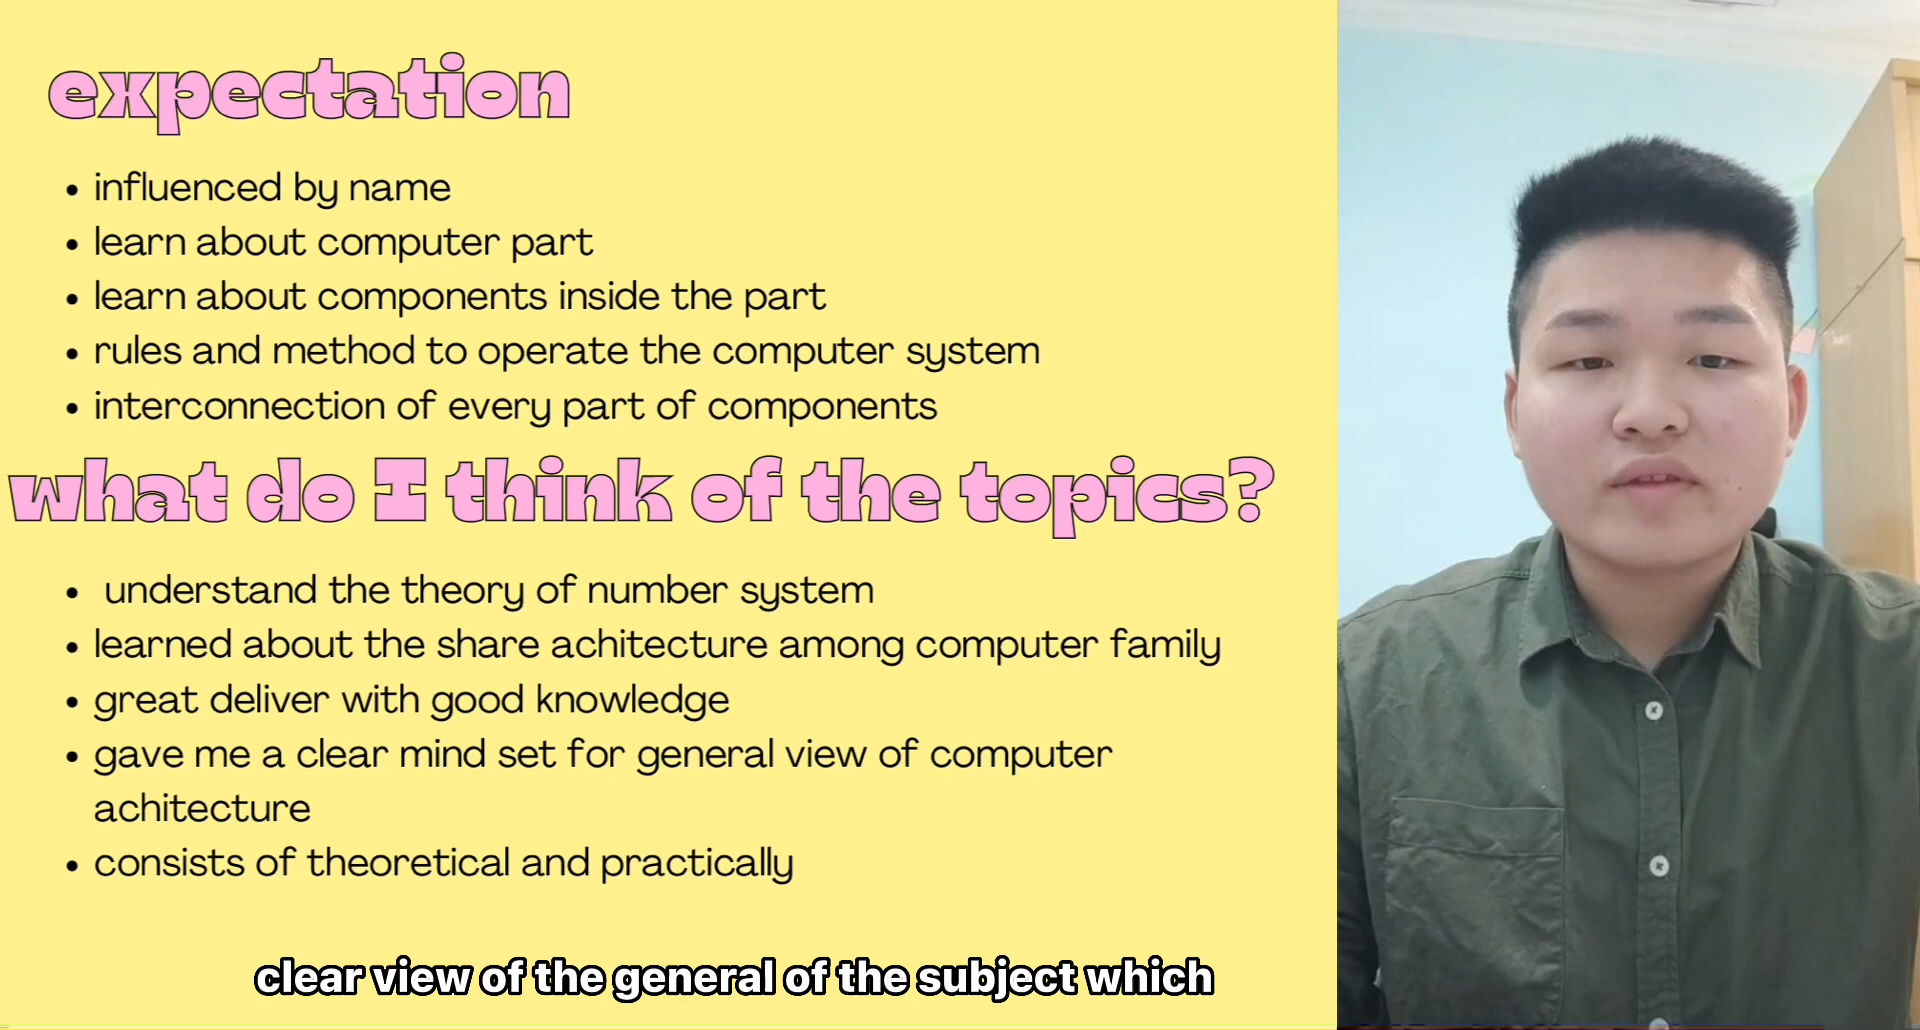 expectation
influenced by name
learn about computer part
learn about components inside the part
rules and method to operate the computer system
interconnection of every part of components
what do I think of the topics?
understand the theory of number system
learned about the share achitecture among computer family
great deliver with good knowledge
gave me a clear mind set for general view of computer
achitecture
consists of theoretical and practically
clear view of the general of the subject which